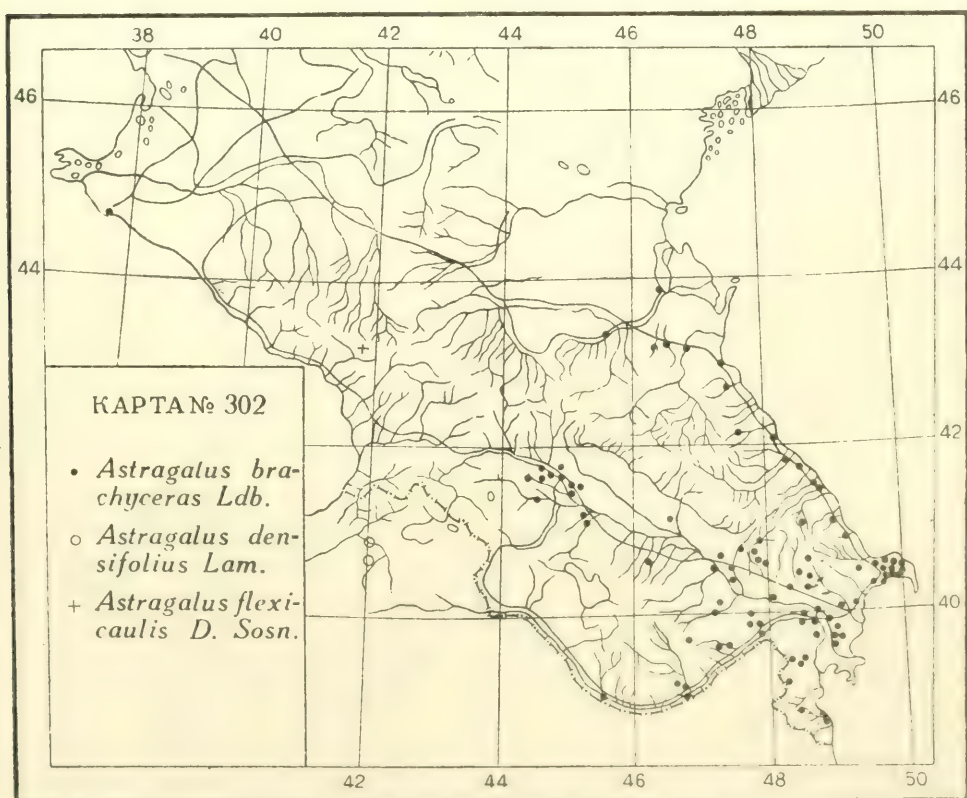 38 40 42 44 46 48 50
46 46
44 44
КАРТА № 302
42
• Astragalus bra-
chyceras Ldb.
○ Astragalus den-
sifolius Lam.
40
+ Astragalus flexi-
caulis D. Sosn.
42 44 46 48 50